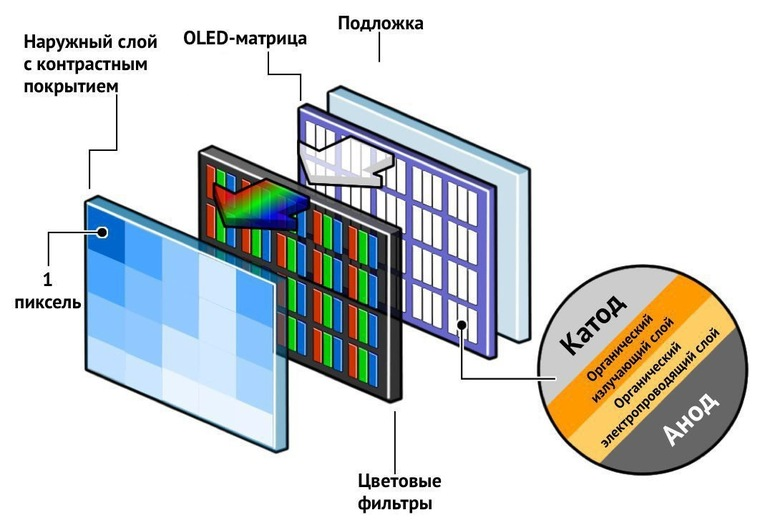 Подложка
OLED-матрица
Наружный слой
с контрастным
покрытием
1
пиксель
Катод
Органический
излучающий слой
Органический
электропроводящий слой
Анод
Цветовые
фильтры